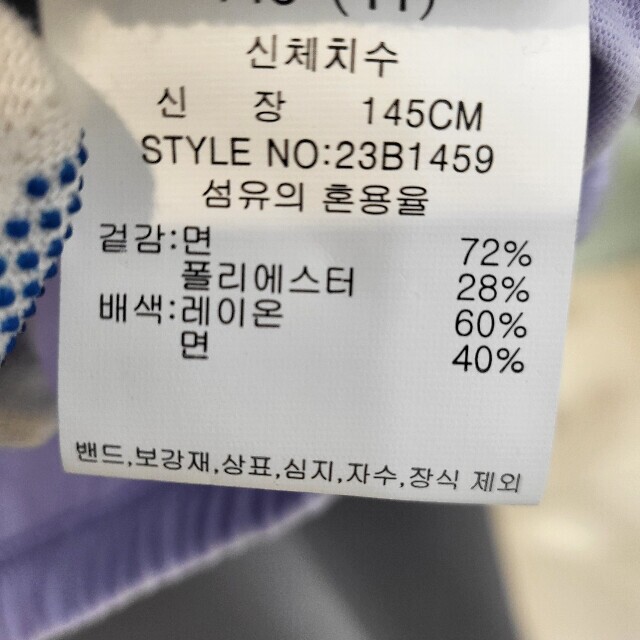 신체치수
신 장 145CM
STYLE NO:23B1459
섬유의 혼용율
겉감:면 72%
폴리에스터 28%
배색:레이온 60%
면 40%
밴드,보강재,상표,심지,자수,장식 제외